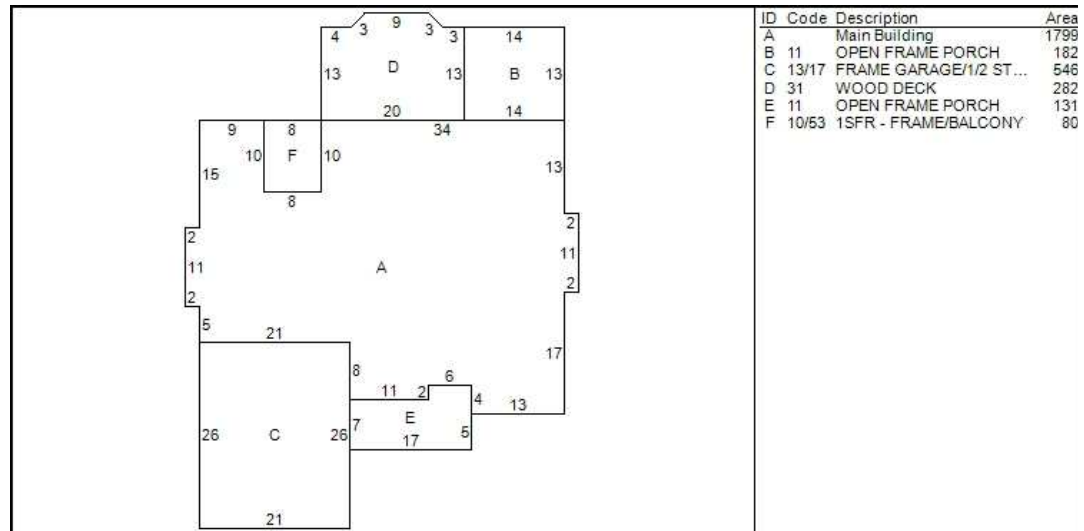 9
4 3 3 3 14
13 D 13 B 13
20 14
9 8 34
10 F 10
15 13
8
2 2
11 A 11
2 2
5
21
17
8 6
11 2
4 13
E
7
26 C 26 5
17
21
ID Code Description Area
A Main Building 1799
B 11 OPEN FRAME PORCH 182
C 13/17 FRAME GARAGE/1/2 ST... 546
D 31 WOOD DECK 282
E 11 OPEN FRAME PORCH 131
F 10/53 1SFR - FRAME/BALCONY 80